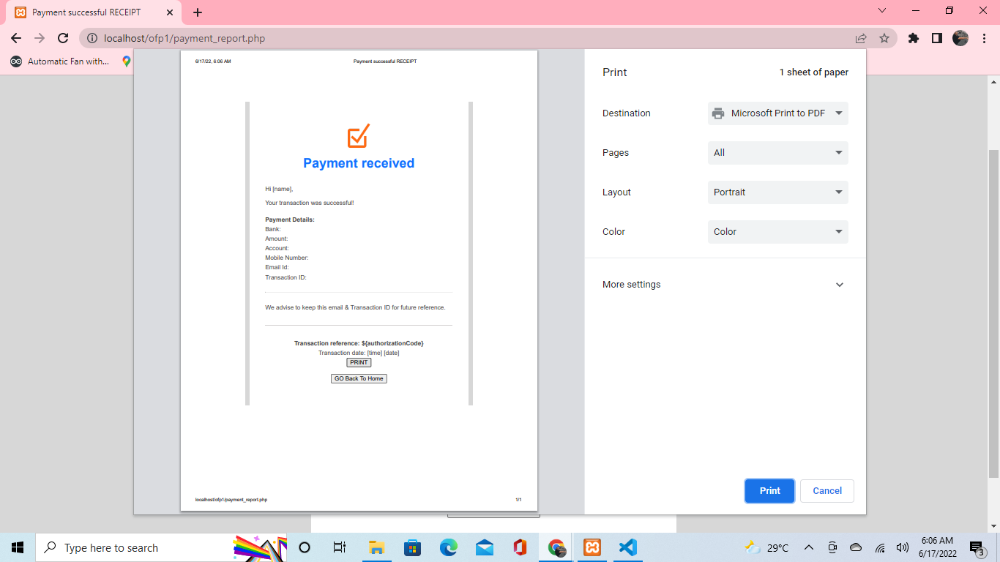 Payment successful RECEIPT
localhost/ofp1/payment_report.php
Automatic Fan with...
6/17/22, 6:06 AM
Payment successful RECEIPT
Payment received
Hi [name],
Your transaction was successful!
Payment Details:
Bank:
Amount:
Account:
Mobile Number:
Email Id:
Transaction ID:
We advise to keep this email & Transaction ID for future reference.
Transaction reference: ${authorizationCode}
Transaction date: [time] [date]
PRINT
GO Back To Home
localhost/ofp1/payment_report.php
1/1
Print
1 sheet of paper
Destination
Microsoft Print to PDF
Pages
All
Layout
Portrait
Color
Color
More settings
Print
Cancel
Type here to search
29°C
6:06 AM
6/17/2022
3